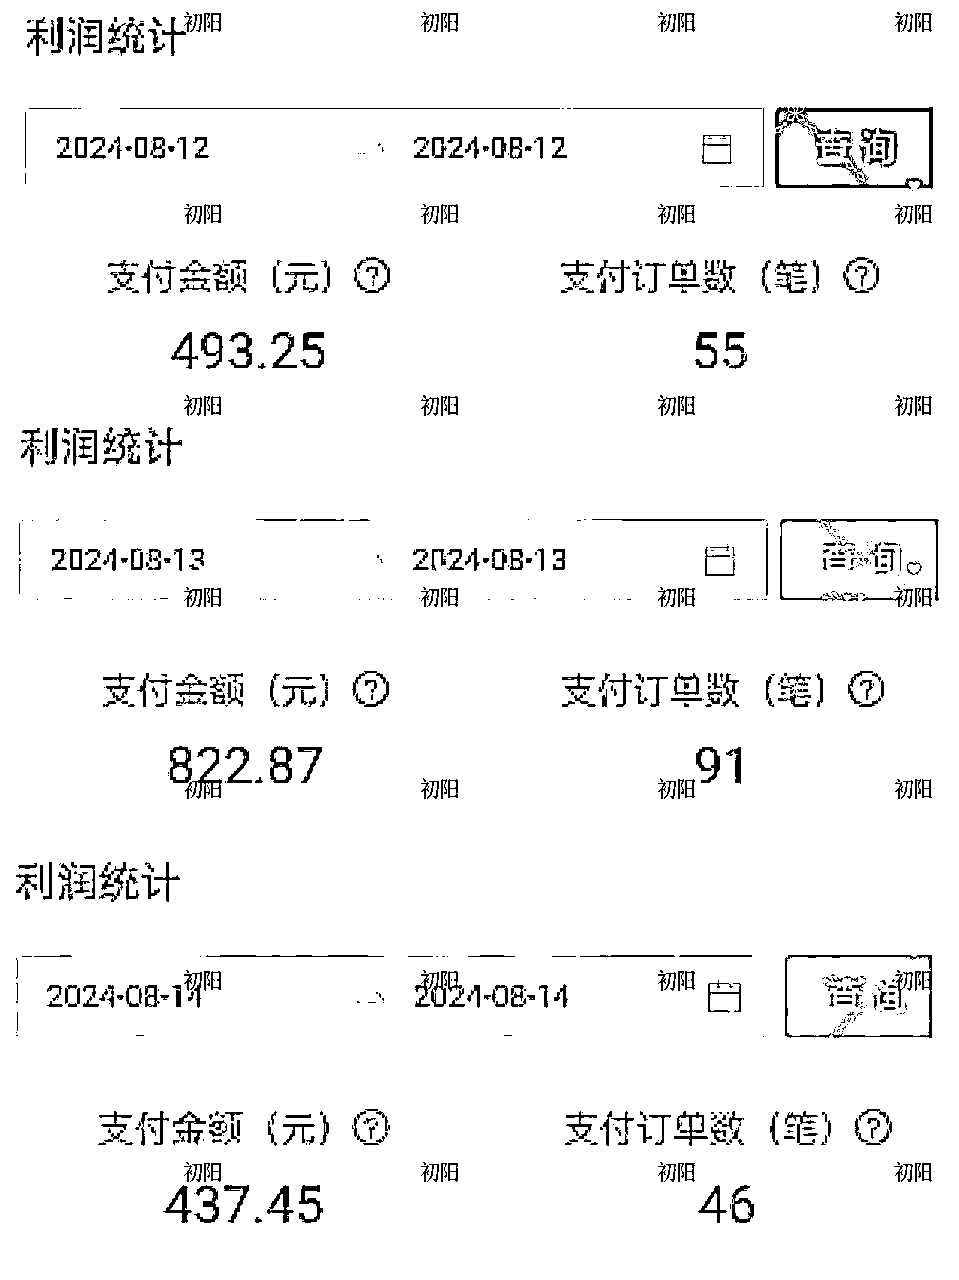 利润统计 初阳 初阳 初阳 初阳
2024-08-12 2024-08-12 查询
初阳 初阳 初阳 初阳
支付金额（元）? 支付订单数（笔）?
493.25 55
初阳 初阳 初阳 初阳
利润统计
2024-08-13 2024-08-13 查询
初阳 初阳 初阳 初阳
支付金额（元）? 支付订单数（笔）?
822.87 91
初阳 初阳 初阳 初阳
利润统计
初阳 初阳 初阳 初阳
2024-08-14 2024-08-14 查询
支付金额（元）? 支付订单数（笔）?
初阳 初阳 初阳 初阳
437.45 46